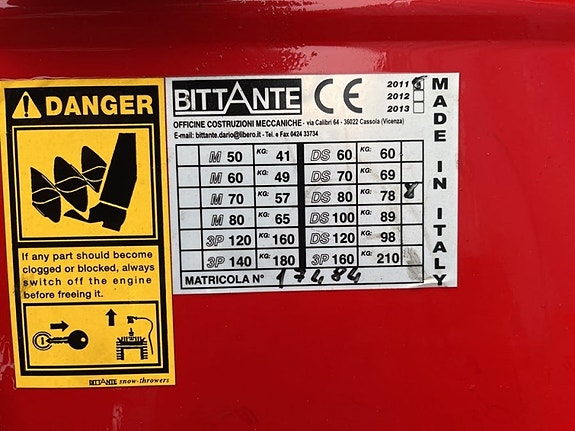 DANGER
If any part should become
clogged or blocked, always
switch off the engine
before freeing it.
BITTANTE snow-throwers
BITTANTE CE
2011
2012
2013
OFFICINE COSTRUZIONI MECCANICHE - via Calibri 64 - 36022 Cassola (Vicenza)
E-mail: bittante.dario@libero.it - Tel. e Fax 0424 33734
M 50 KG: 41 DS 60 KG: 60
M 60 KG: 49 DS 70 KG: 69
M 70 KG: 57 DS 80 KG: 78
M 80 KG: 65 DS 100 KG: 89
3P 120 KG: 160 DS 120 KG: 98
3P 140 KG: 180 3P 160 KG: 210
MATRICOLA N° 17484
MADE IN ITALY